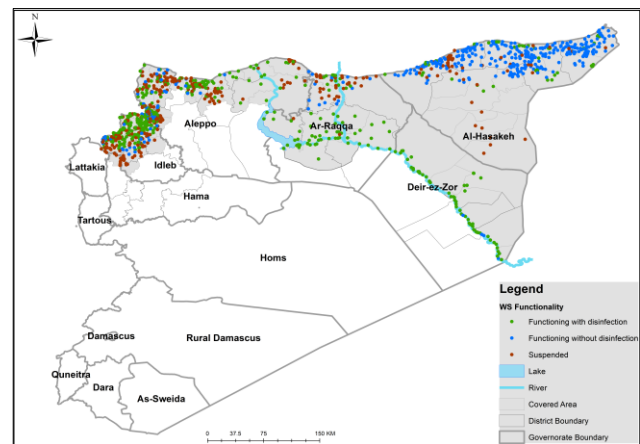 N
Aleppo
Ar-Raqqa
Al-Hasakeh
Lattakia
Idleb
Deir-ez-Zor
Hama
Tartous
Homs
Legend
WS Functionality
Functioning with disinfection
Functioning without disinfection
Suspended
Lake
River
Covered Area
District Boundary
Governorate Boundary
Damascus
Rural Damascus
Quneitra
Dara
As-Sweida
0 37.5 75 150 KM